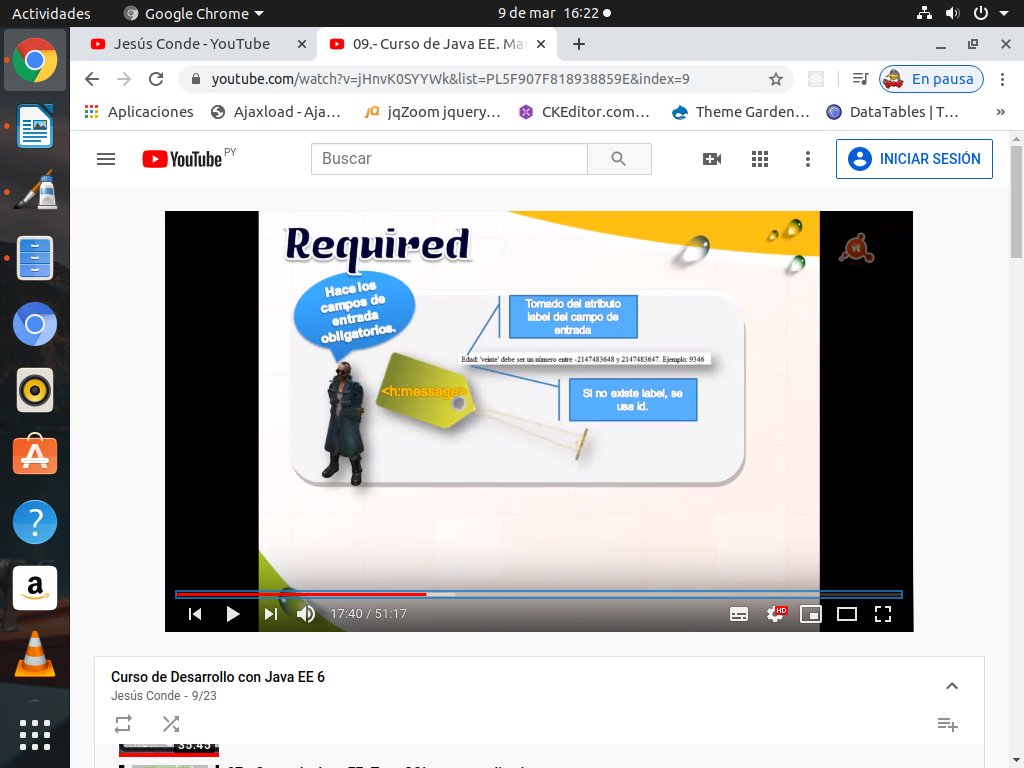 Actividades
Google Chrome
9 de mar 16:22
Jesús Conde - YouTube
09.- Curso de Java EE. Ma
youtube.com/watch?v=jHnvK0SYYWk&list=PL5F907F818938859E&index=9
En pausa
Aplicaciones
Ajaxload - Aja...
jqZoom jquery...
CKEditor.com...
Theme Garden...
DataTables | T...
»
YouTube PY
Buscar
INICIAR SESIÓN
Required
vt
Hace los
campos de
entrada
obligatorios.
Tomado del atributo
label del campo de
entrada
Edad: 'veinte' debe ser un número entre -2147483648 y 2147483647. Ejemplo: 9346
<h:message>
Si no existe label, se
usa id.
17:40 / 51:17
HD
Curso de Desarrollo con Java EE 6
Jesús Conde - 9/23
35:45